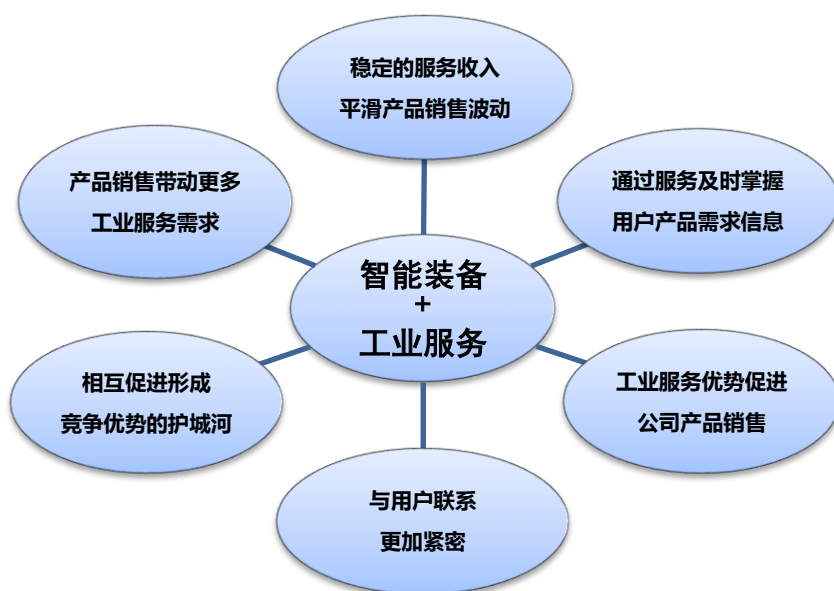 稳定的服务收入
平滑产品销售波动
产品销售带动更多
工业服务需求
通过服务及时掌握
用户产品需求信息
智能装备
+
工业服务
相互促进形成
竞争优势的护城河
工业服务优势促进
公司产品销售
与用户联系
更加紧密